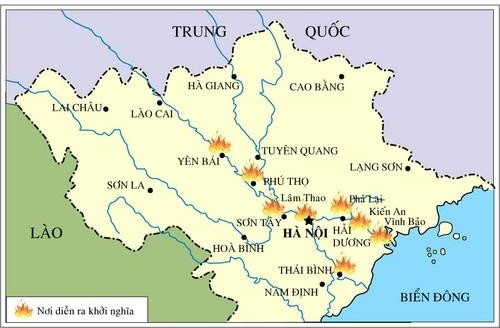 TRUNG QUỐC
HÀ GIANG
CAO BẰNG
LAI CHÂU
LÀO CAI
TUYÊN QUANG
YÊN BÁI
LẠNG SƠN
PHÚ THỌ
SƠN LA
Lâm Thao
Phả Lại
Kiến An
SƠN TÂY
Vĩnh Bảo
HÀ NỘI
HẢI
DƯƠNG
LÀO
HOÀ BÌNH
THÁI BÌNH
NAM ĐỊNH
BIỂN ĐÔNG
Nơi diễn ra khởi nghĩa